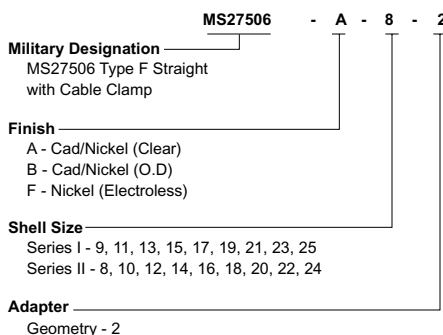 MS27506 - A - 8 - 2
Military Designation
MS27506 Type F Straight
with Cable Clamp
Finish
A - Cad/Nickel (Clear)
B - Cad/Nickel (O.D)
F - Nickel (Electroless)
Shell Size
Series I - 9, 11, 13, 15, 17, 19, 21, 23, 25
Series II - 8, 10, 12, 14, 16, 18, 20, 22, 24
Adapter
Geometry - 2